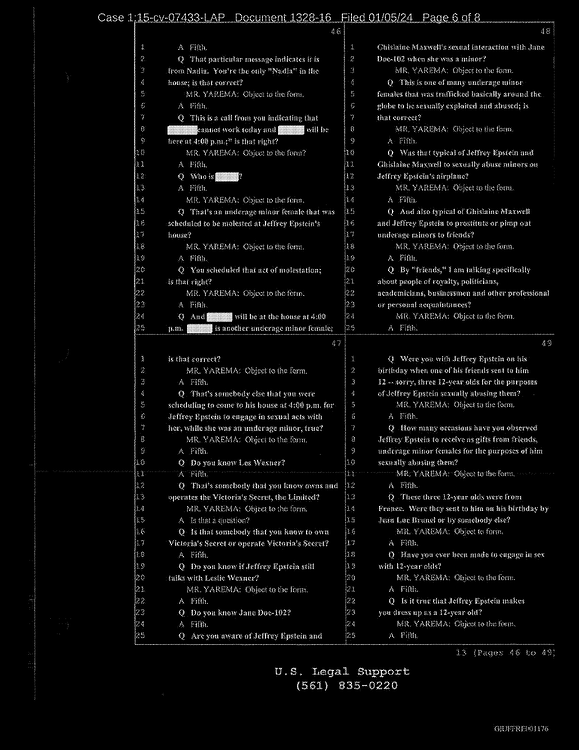 Case 1:15-cv-07433-LAP Document 1328-16 Filed 01/05/24 Page 6 of 8
46
1 A Fifth.
2 Q That particular message indicates it is
3 from Nadia. You're the only "Nadia" in the
4 house; is that correct?
5 MR. YAREMA: Object to the form.
6 A Fifth.
7 Q This is a call from you indicating that
8 cannot work today and will be
9 here at 4:00 p.m.;" is that right?
10 MR. YAREMA: Object to the form?
11 A Fifth.
12 Q Who is ?
13 A Fifth.
14 MR. YAREMA: Object to the form.
15 Q That's an underage minor female that was
16 scheduled to be molested at Jeffrey Epstein's
17 house?
18 MR. YAREMA: Object to the form.
19 A Fifth.
20 Q You scheduled that act of molestation;
21 is that right?
22 MR. YAREMA: Object to the form.
23 A Fifth.
24 Q And will be at the house at 4:00
25 p.m. is another underage minor female;
47
1 is that correct?
2 MR. YAREMA: Object to the form.
3 A Fifth.
4 Q That's somebody else that you were
5 scheduling to come to his house at 4:00 p.m. for
6 Jeffrey Epstein to engage in sexual acts with
7 her, while she was an underage minor, true?
8 MR. YAREMA: Object to the form.
9 A Fifth.
10 Q Do you know Les Wexner?
11 A Fifth.
12 Q That's somebody that you know owns and
13 operates the Victoria's Secret, the Limited?
14 MR. YAREMA: Object to the form.
15 A Is that a question?
16 Q Is that somebody that you know to own
17 Victoria's Secret or operate Victoria's Secret?
18 A Fifth.
19 Q Do you know if Jeffrey Epstein still
20 talks with Leslie Wexner?
21 MR. YAREMA: Object to the form.
22 A Fifth.
23 Q Do you know Jane Doe-102?
24 A Fifth.
25 Q Are you aware of Jeffrey Epstein and
48
1 Ghislaine Maxwell's sexual interaction with Jane
2 Doe-102 when she was a minor?
3 MR. YAREMA: Object to the form.
4 Q This is one of many underage minor
5 females that was trafficked basically around the
6 globe to be sexually exploited and abused; is
7 that correct?
8 MR. YAREMA: Object to the form.
9 A Fifth.
10 Q Was that typical of Jeffrey Epstein and
11 Ghislaine Maxwell to sexually abuse minors on
12 Jeffrey Epstein's airplane?
13 MR. YAREMA: Object to the form.
14 A Fifth.
15 Q And also typical of Ghislaine Maxwell
16 and Jeffrey Epstein to prostitute or pimp out
17 underage minors to friends?
18 MR. YAREMA: Object to the form.
19 A Fifth.
20 Q By "friends," I am talking specifically
21 about people of royalty, politicians,
22 academicians, businessmen and other professional
23 or personal acquaintances?
24 MR. YAREMA: Object to the form.
25 A Fifth.
49
1 Q Were you with Jeffrey Epstein on his
2 birthday when one of his friends sent to him
3 12 -- sorry, three 12-year olds for the purposes
4 of Jeffrey Epstein sexually abusing them?
5 MR. YAREMA: Object to the form.
6 A Fifth.
7 Q How many occasions have you observed
8 Jeffrey Epstein to receive as gifts from friends,
9 underage minor females for the purposes of him
10 sexually abusing them?
11 MR. YAREMA: Object to the form.
12 A Fifth.
13 Q These three 12-year olds were from
14 France. Were they sent to him on his birthday by
15 Jean Luc Brunel or by somebody else?
16 MR. YAREMA: Object to the form.
17 A Fifth.
18 Q Have you ever been made to engage in sex
19 with 12-year olds?
20 MR. YAREMA: Object to the form.
21 A Fifth.
22 Q Is it true that Jeffrey Epstein makes
23 you dress up as a 12-year old?
24 MR. YAREMA: Object to the form.
25 A Fifth.
13 (Pages 46 to 49)
U.S. Legal Support
(561) 835-0220
GIUFFRE001176